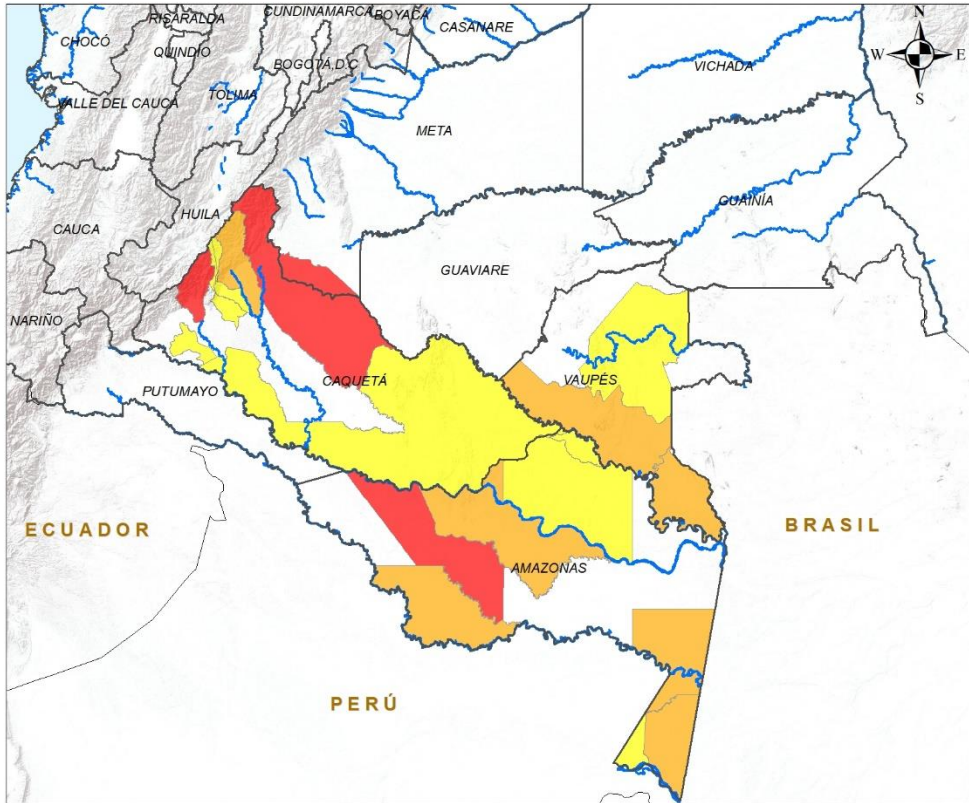 CUNDINAMARCA
BOYACÁ
RISARALDA
CASANARE
CHOCÓ
QUINDÍO
BOGOTÁ D.C
VICHADA
N
W E
S
VALLE DEL CAUCA
TOLIMA
META
GUAINÍA
HUILA
CAUCA
GUAVIARE
NARIÑO
CAQUETÁ
VAUPÉS
PUTUMAYO
ECUADOR
BRASIL
AMAZONAS
PERÚ